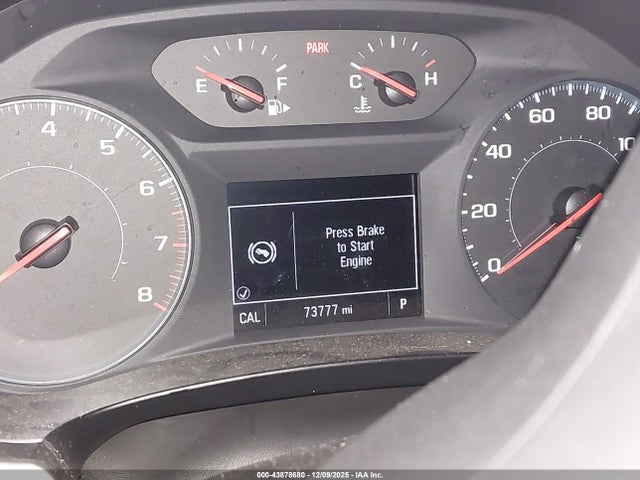 PARK
E F
C H
4 5 6 7 8
0 20 40 60 80
Press Brake
to Start
Engine
CAL 73777 mi P
000-43878680 - 12/09/2025 - IAA Inc.